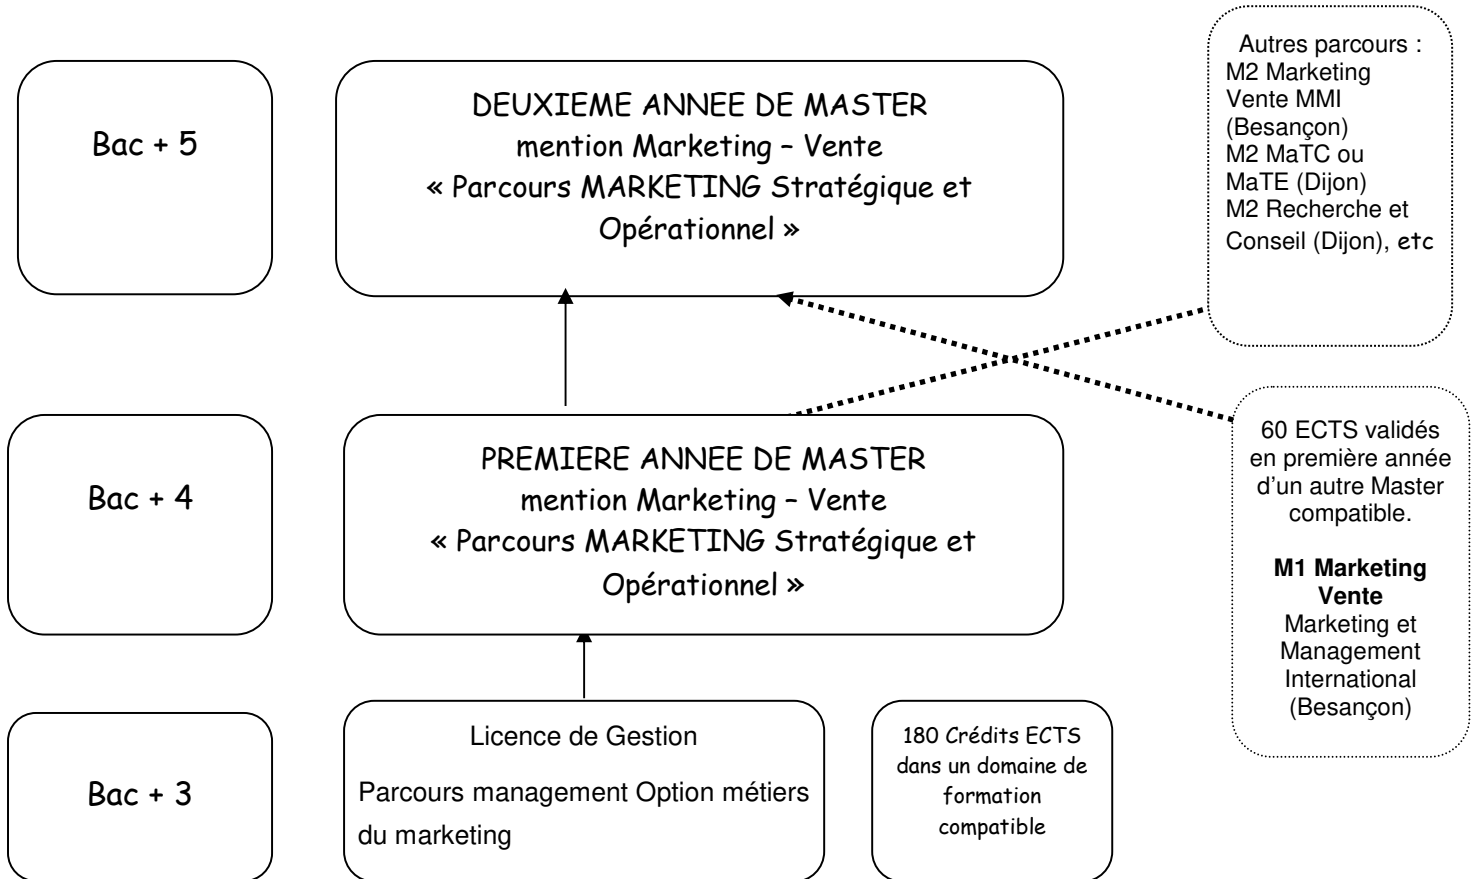 Bac + 5
DEUXIEME ANNEE DE MASTER
mention Marketing – Vente
« Parcours MARKETING Stratégique et
Opérationnel »
Autres parcours :
M2 Marketing
Vente MMI
(Besançon)
M2 MaTC ou
MaTE (Dijon)
M2 Recherche et
Conseil (Dijon), etc
Bac + 4
PREMIERE ANNEE DE MASTER
mention Marketing – Vente
« Parcours MARKETING Stratégique et
Opérationnel »
60 ECTS validés
en première année
d’un autre Master
compatible.
M1 Marketing
Vente
Marketing et
Management
International
(Besançon)
Bac + 3
Licence de Gestion
Parcours management Option métiers
du marketing
180 Crédits ECTS
dans un domaine de
formation
compatible